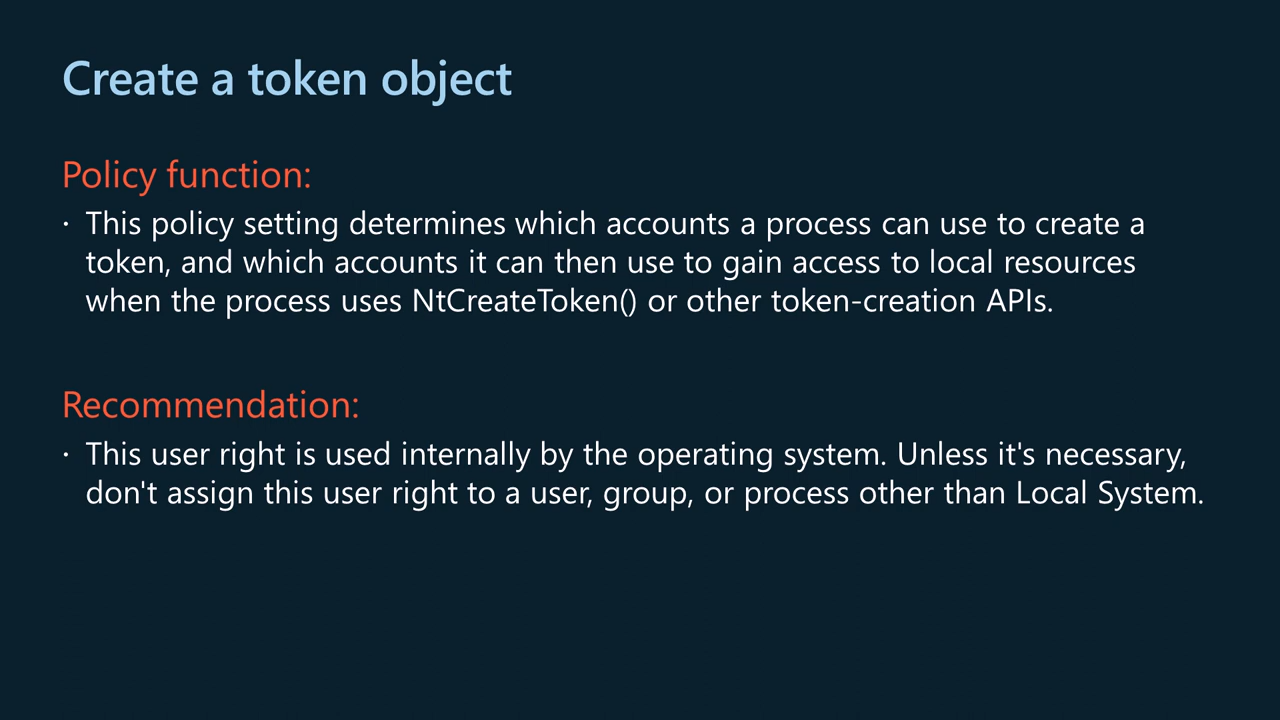 Create a token object
Policy function:
· This policy setting determines which accounts a process can use to create a
token, and which accounts it can then use to gain access to local resources
when the process uses NtCreateToken() or other token-creation APIs.
Recommendation:
· This user right is used internally by the operating system. Unless it's necessary,
don't assign this user right to a user, group, or process other than Local System.